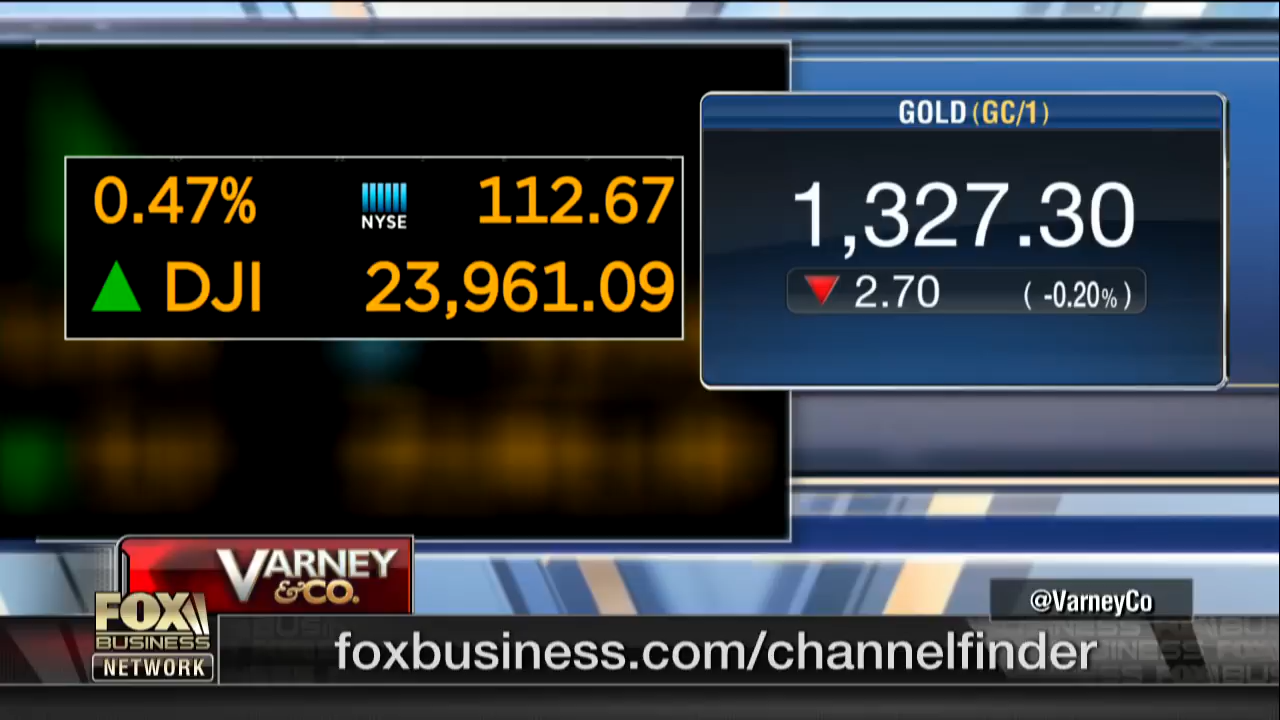 0.47% NYSE 112.67
▲ DJI 23,961.09
GOLD (GC/1)
1,327.30
▼ 2.70 ( -0.20% )
VARNEY
&CO.
@VarneyCo
FOX
BUSINESS
NETWORK
foxbusiness.com/channelfinder